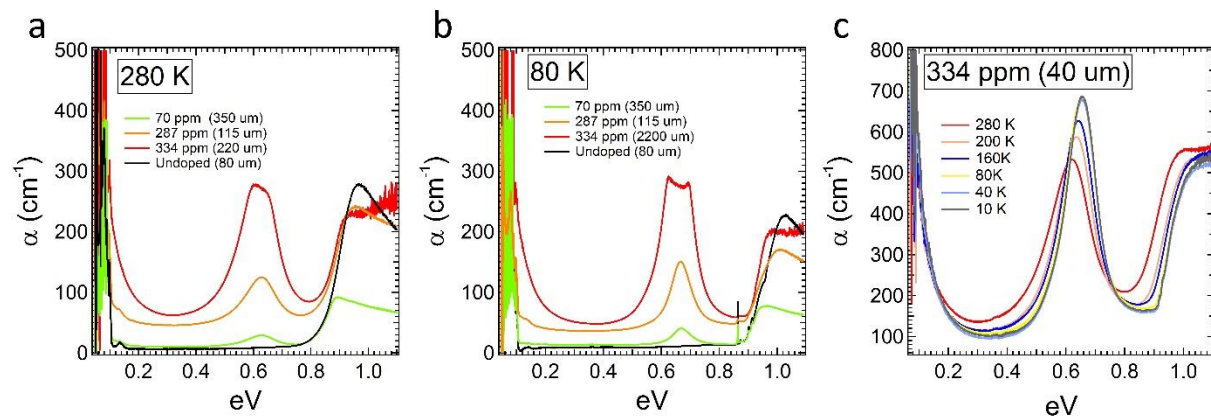 a
280 K
70 ppm (350 um)
287 ppm (115 um)
334 ppm (220 um)
Undoped (80 um)
500
400
300
200
100
0
α (cm⁻¹)
0.2 0.4 0.6 0.8 1.0
eV
b
80 K
70 ppm (350 um)
287 ppm (115 um)
334 ppm (2200 um)
Undoped (80 um)
500
400
300
200
100
0
α (cm⁻¹)
0.2 0.4 0.6 0.8 1.0
eV
c
334 ppm (40 um)
280 K
200 K
160K
80K
40 K
10 K
800
700
600
500
400
300
200
100
α (cm⁻¹)
0.2 0.4 0.6 0.8 1.0
eV